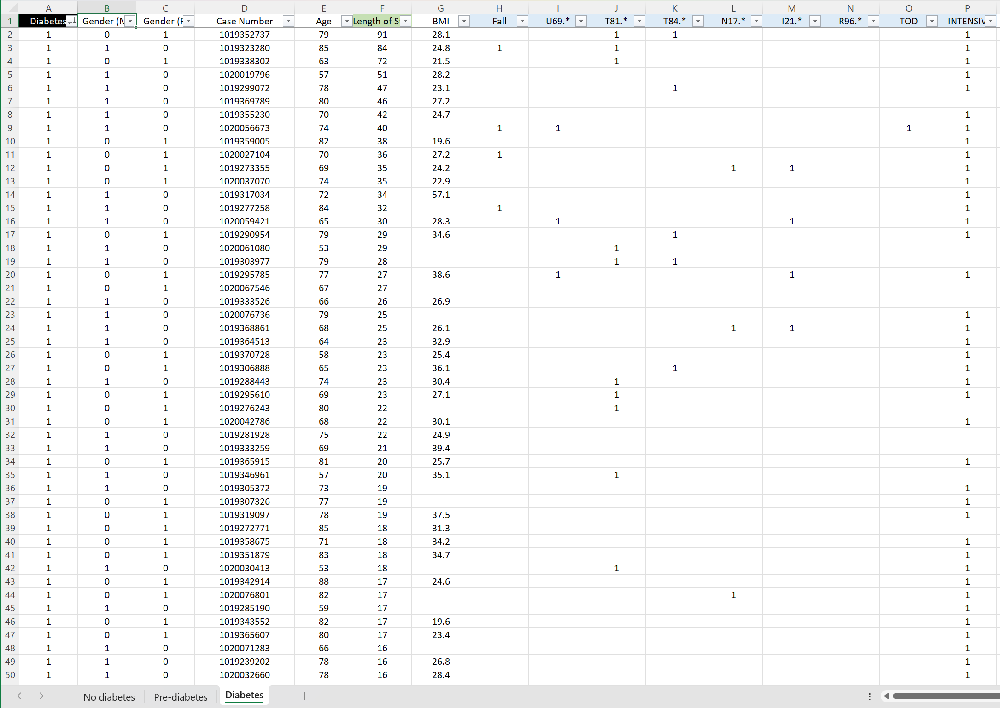 A B C D E F G H I J K L M N O P
1 Diabetes Gender (M Gender (F Case Number Age Length of S BMI Fall U69.* T81.* T84.* N17.* I21.* R96.* TOD INTENSIV
2 1 0 1 1019352737 79 91 28.1 1 1 1
3 1 1 0 1019323280 85 84 24.8 1 1 1
4 1 0 1 1019338302 63 72 21.5 1 1
5 1 1 0 1020019796 57 51 28.2 1
6 1 1 0 1019299072 78 47 23.1 1 1
7 1 1 0 1019369789 80 46 27.2
8 1 1 0 1019355230 70 42 24.7 1
9 1 1 0 1020056673 74 40 1 1 1 1
10 1 0 1 1019359005 82 38 19.6 1
11 1 0 1 1020027104 70 36 27.2 1 1
12 1 0 1 1019273355 69 35 24.2 1 1 1
13 1 0 1 1020037070 74 35 22.9 1
14 1 1 0 1019317034 72 34 57.1 1
15 1 1 0 1019277258 84 32 1 1
16 1 1 0 1020059421 65 30 28.3 1 1 1
17 1 0 1 1019290954 79 29 34.6 1 1
18 1 1 0 1020061080 53 29 1
19 1 1 0 1019303977 79 28 1 1
20 1 0 1 1019295785 77 27 38.6 1 1 1
21 1 0 1 1020067546 67 27
22 1 1 0 1019333526 66 26 26.9
23 1 1 0 1020076736 79 25 1
24 1 1 0 1019368861 68 25 26.1 1 1 1
25 1 1 0 1019364513 64 23 32.9 1
26 1 0 1 1019370728 58 23 25.4 1
27 1 0 1 1019306888 65 23 36.1 1 1
28 1 1 0 1019288443 74 23 30.4 1 1
29 1 0 1 1019295610 69 23 27.1 1 1
30 1 0 1 1019276243 80 22 1
31 1 0 1 1020042786 68 22 30.1 1
32 1 1 0 1019281928 75 22 24.9
33 1 1 0 1019333259 69 21 39.4
34 1 0 1 1019365915 81 20 25.7 1
35 1 1 0 1019346961 57 20 35.1 1
36 1 1 0 1019305372 73 19 1
37 1 0 1 1019307326 77 19 1
38 1 0 1 1019319097 78 19 37.5 1
39 1 0 1 1019272771 85 18 31.3
40 1 0 1 1019358675 71 18 34.2 1
41 1 0 1 1019351879 83 18 34.7 1
42 1 1 0 1020030413 53 18 1 1
43 1 0 1 1019342914 88 17 24.6 1
44 1 0 1 1020076801 82 17 1 1
45 1 1 0 1019285190 59 17 1
46 1 0 1 1019343552 82 17 19.6 1
47 1 0 1 1019365607 80 17 23.4 1
48 1 1 0 1020071283 66 16 1
49 1 1 0 1019239202 78 16 26.8 1
50 1 1 0 1020032660 78 16 28.4 1
No diabetes Pre-diabetes Diabetes